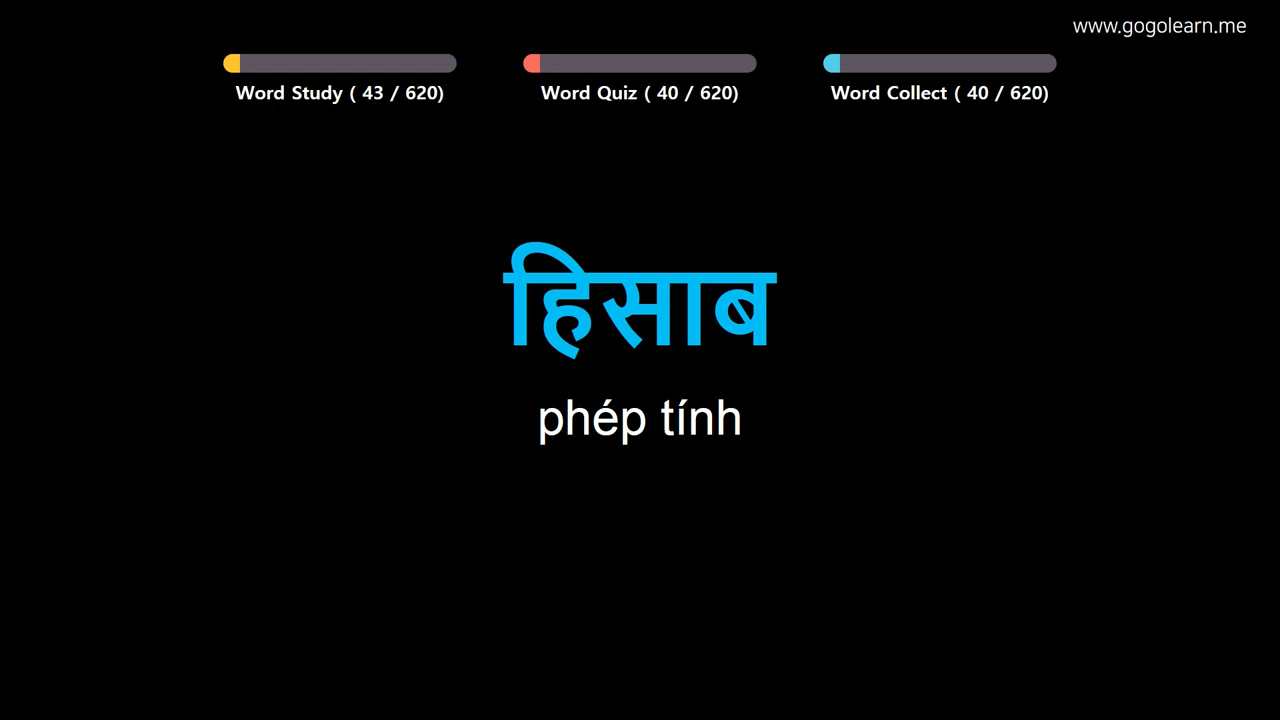 www.gogolearn.me
Word Study ( 43 / 620)
Word Quiz ( 40 / 620)
Word Collect ( 40 / 620)
हिसाब
phép tính